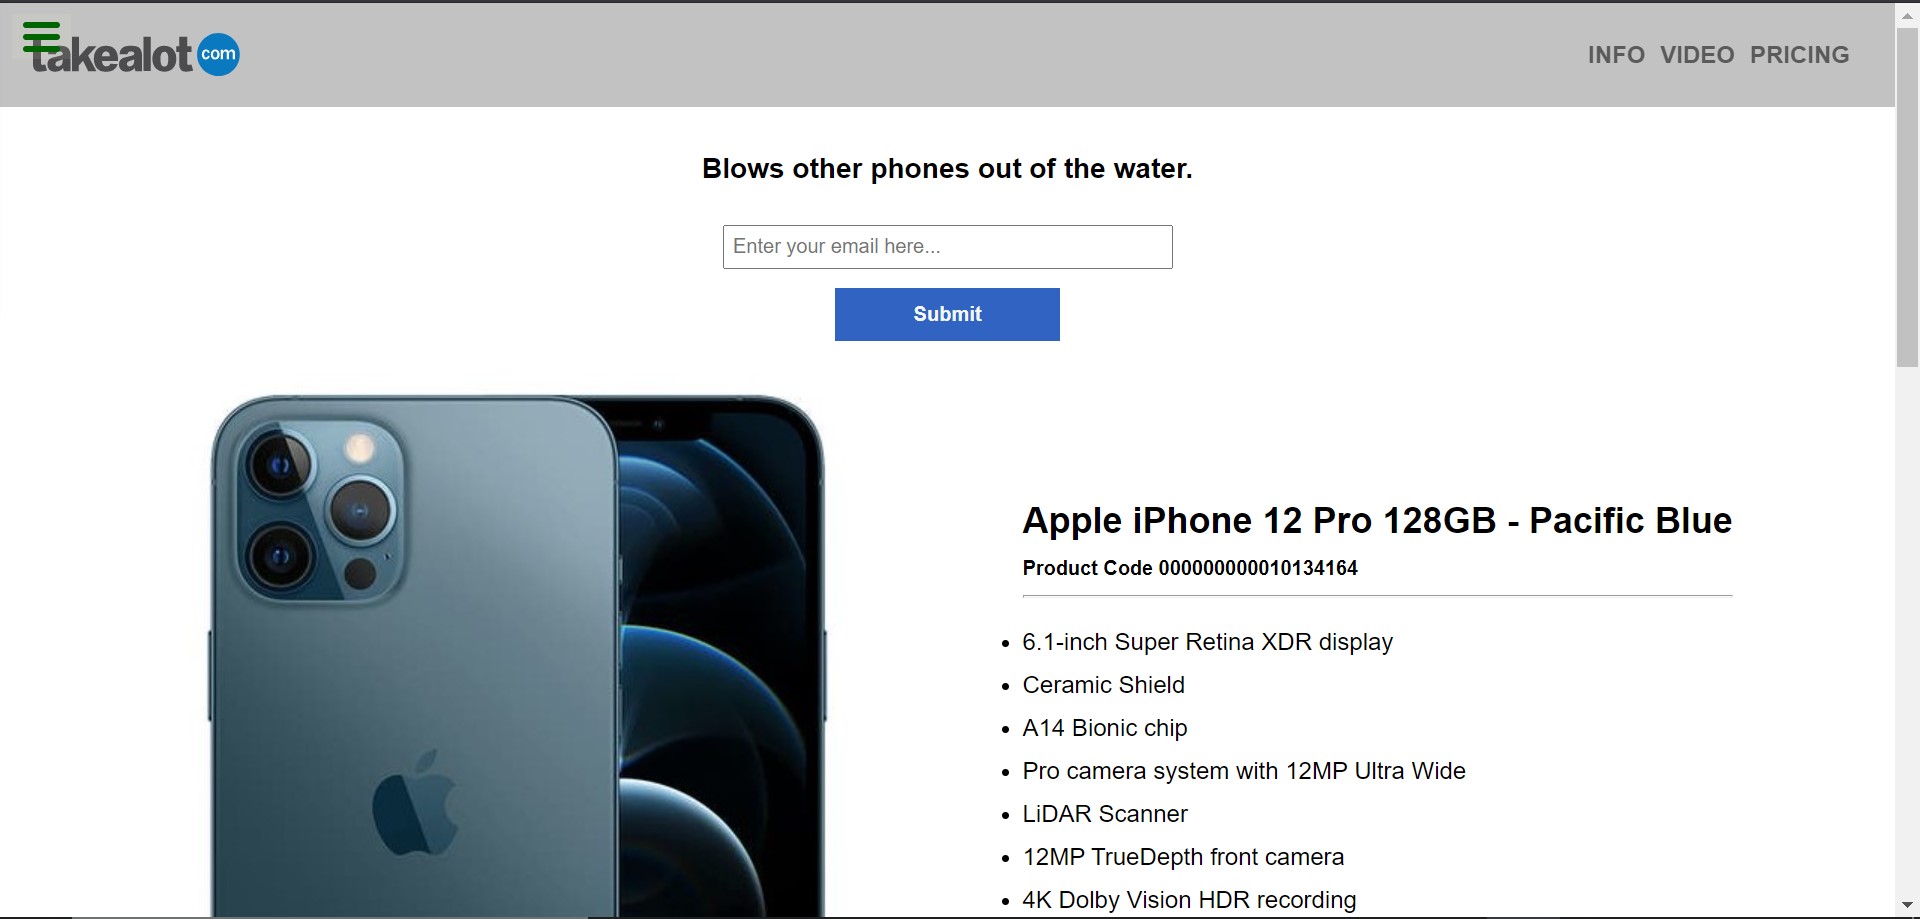 takealot com
INFO VIDEO PRICING
Blows other phones out of the water.
Enter your email here...
Submit
Apple iPhone 12 Pro 128GB - Pacific Blue
Product Code 000000000010134164
6.1-inch Super Retina XDR display
Ceramic Shield
A14 Bionic chip
Pro camera system with 12MP Ultra Wide
LiDAR Scanner
12MP TrueDepth front camera
4K Dolby Vision HDR recording